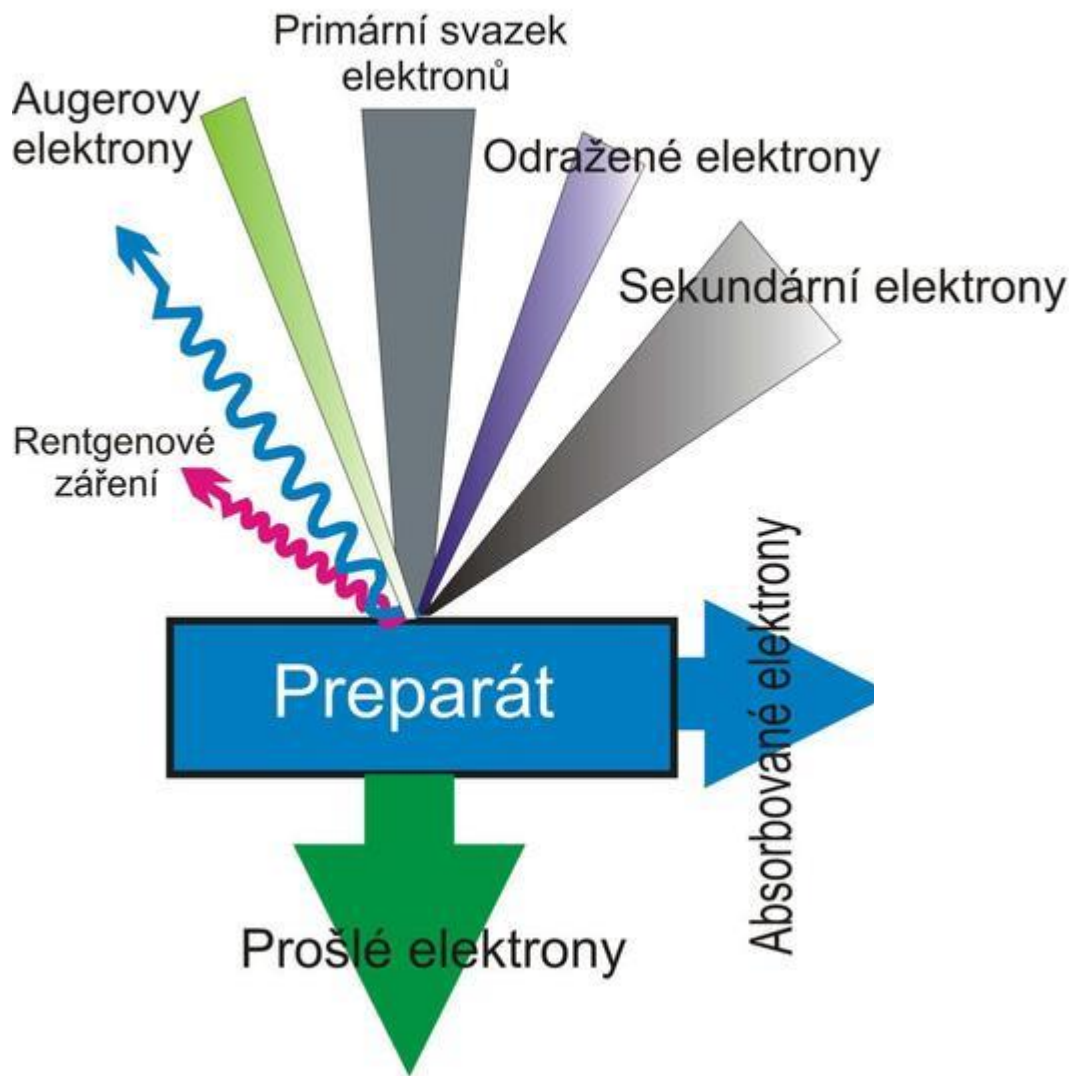 Primární svazek
elektronů
Augerovy
elektrony
Odražené elektrony
Sekundární elektrony
Rentgenové
záření
Absorbované elektrony
Preparát
Prošlé elektrony